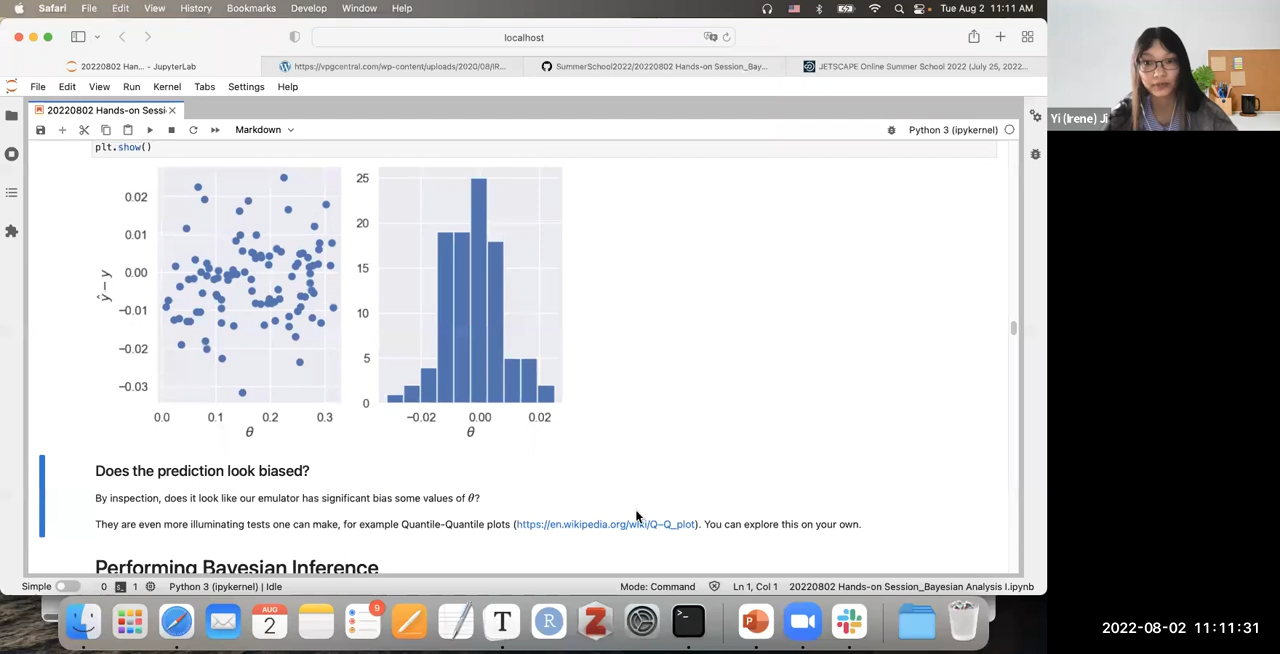 Safari File Edit View History Bookmarks Develop Window Help Tue Aug 2 11:11 AM
localhost
20220802 Han... - JupyterLab https://vpgcentral.com/wp-content/uploads/2020/08/IR... SummerSchool2022/20220802 Hands-on Session_Bay... JETSCAPE Online Summer School 2022 (July 25, 2022...
File Edit View Run Kernel Tabs Settings Help
20220802 Hands-on Sessi
Markdown Python 3 (ipykernel)
plt.show()
0.02
0.01
0.00
−0.01
−0.02
−0.03
ŷ − y
0.0 0.1 0.2 0.3
θ
25
20
15
10
5
0
−0.02 0.00 0.02
θ
Does the prediction look biased?
By inspection, does it look like our emulator has significant bias some values of θ?
They are even more illuminating tests one can make, for example Quantile-Quantile plots (https://en.wikipedia.org/wiki/Q–Q_plot). You can explore this on your own.
Performing Bayesian Inference
Simple 0 1 Python 3 (ipykernel) | Idle Mode: Command Ln 1, Col 1 20220802 Hands-on Session_Bayesian Analysis I.ipynb
AUG
2
9
T
R
Z
P
Yi (Irene) Ji
2022-08-02 11:11:31